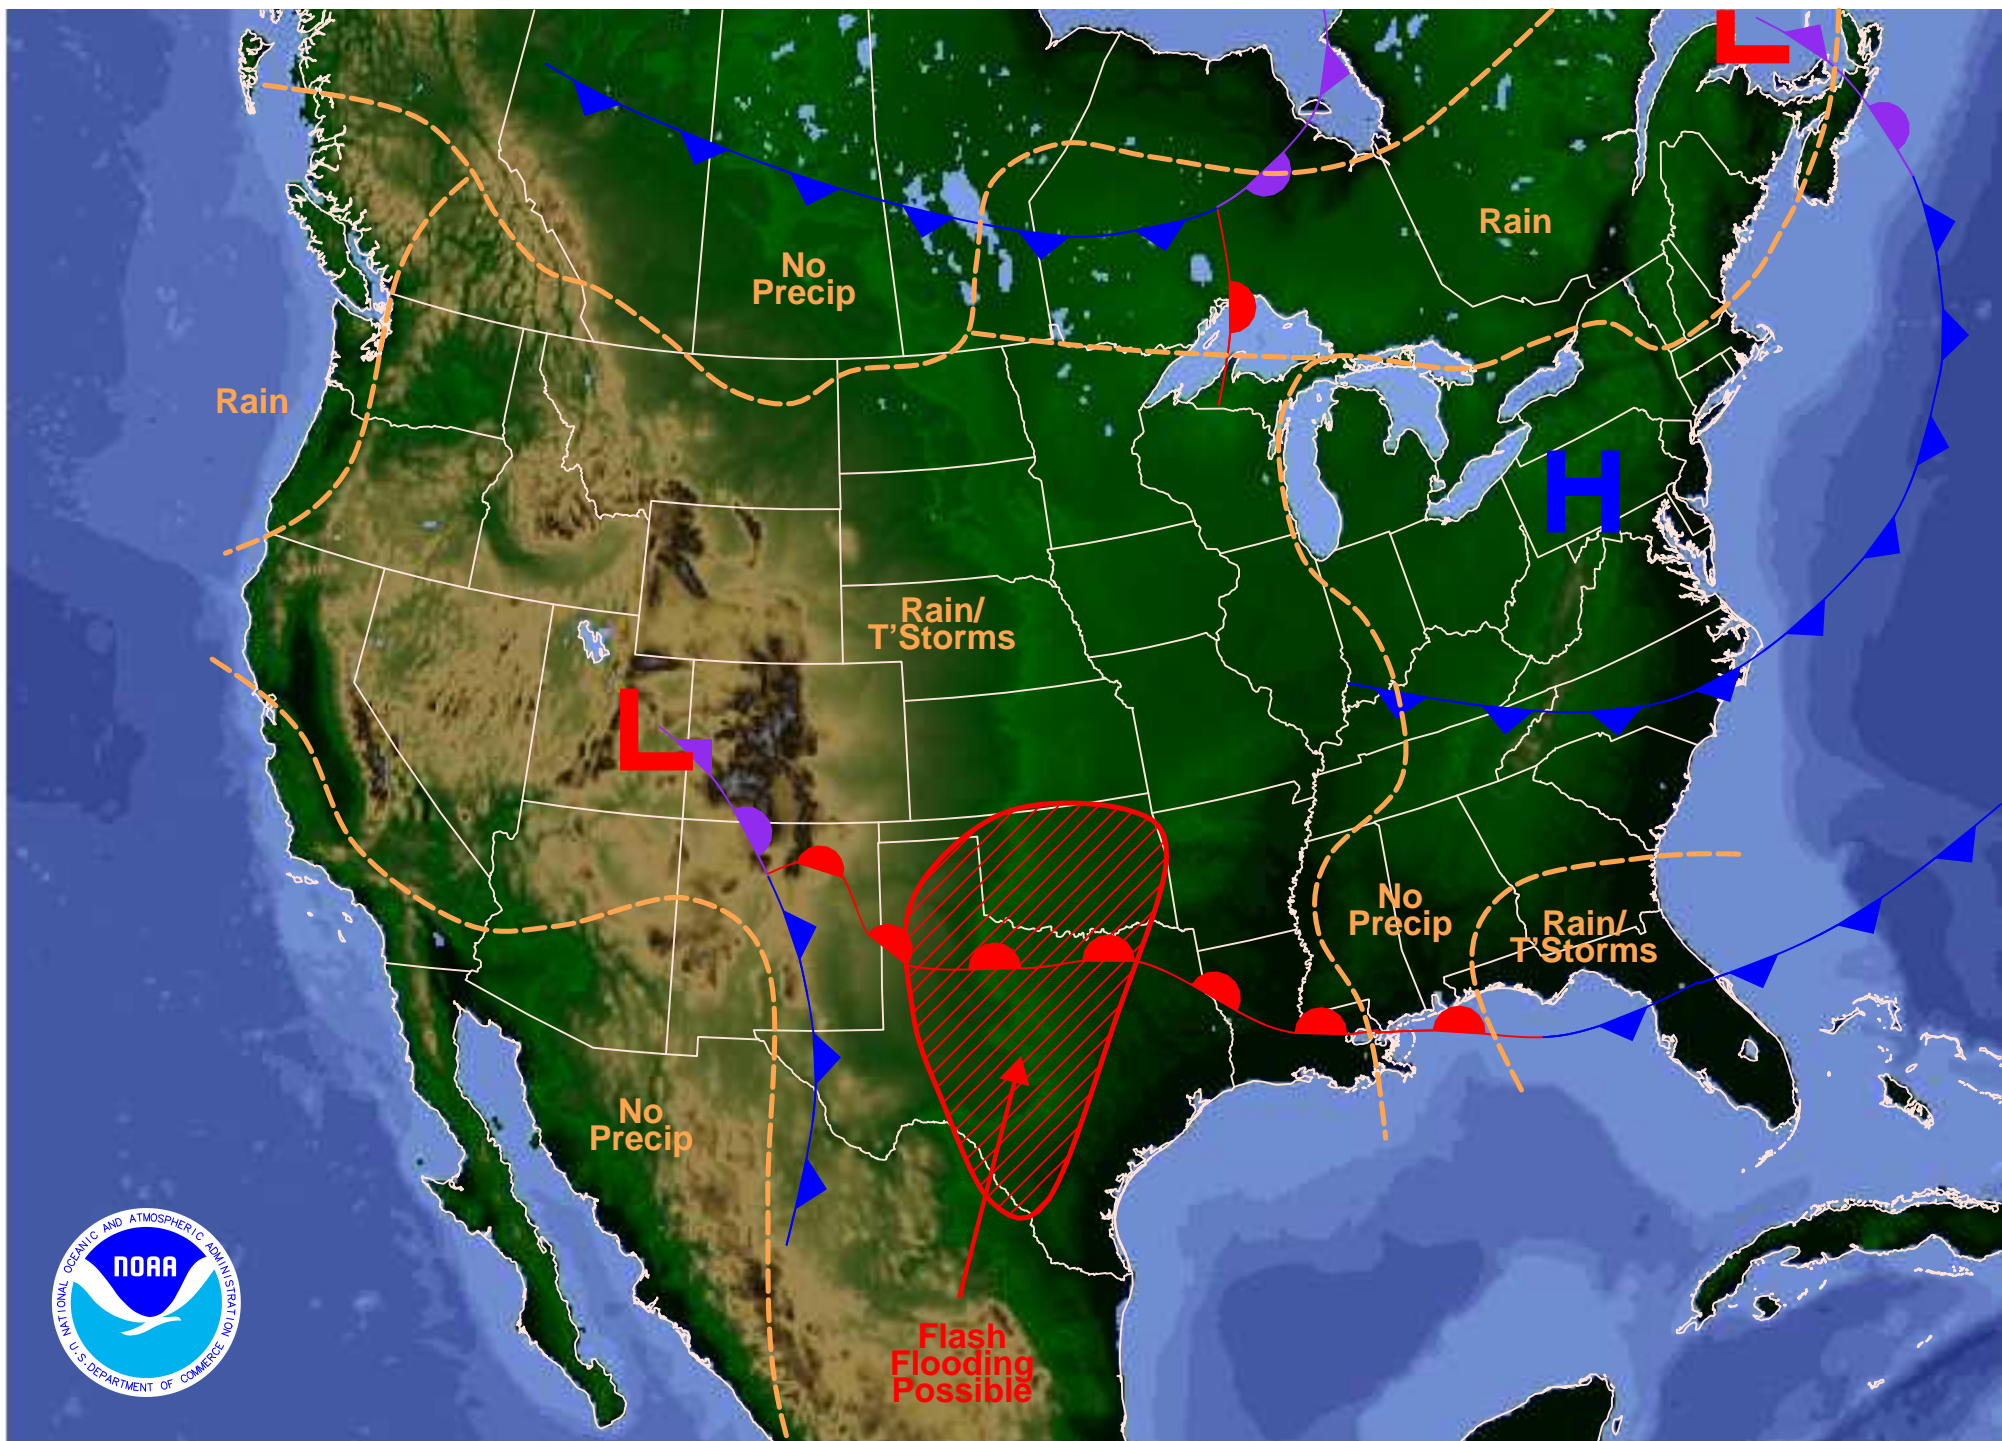 L
Rain
No
Precip
Rain
H
Rain/
T'Storms
L
No
Precip
Rain/
T'Storms
No
Precip
Flash
Flooding
Possible
NATIONAL OCEANIC AND ATMOSPHERIC ADMINISTRATION
NOAA
U.S. DEPARTMENT OF COMMERCE